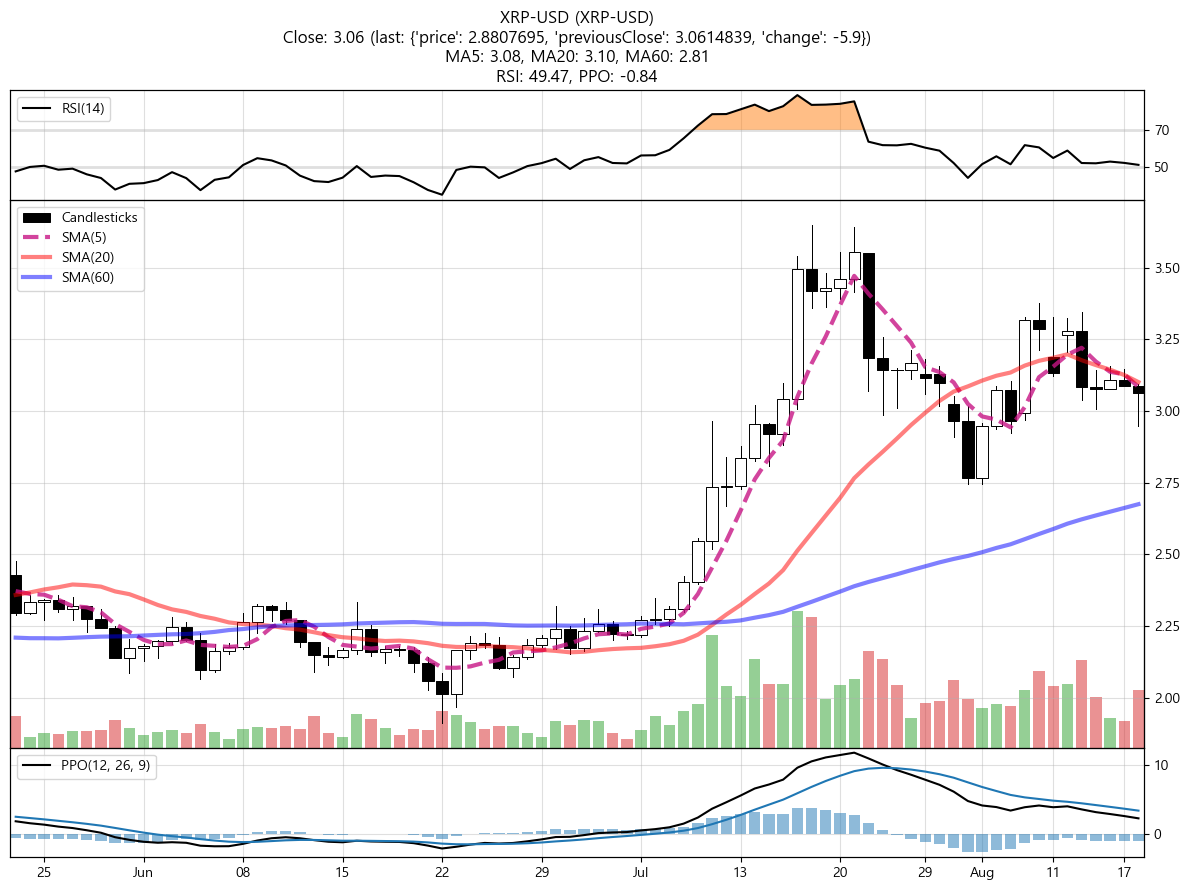 XRP-USD (XRP-USD)
Close: 3.06 (last: {'price': 2.8807695, 'previousClose': 3.0614839, 'change': -5.9})
MA5: 3.08, MA20: 3.10, MA60: 2.81
RSI: 49.47, PPO: -0.84
RSI(14)
70
50
Candlesticks
SMA(5)
SMA(20)
SMA(60)
3.50
3.25
3.00
2.75
2.50
2.25
2.00
PPO(12, 26, 9)
10
0
25 Jun 08 15 22 29 Jul 13 20 29 Aug 11 17